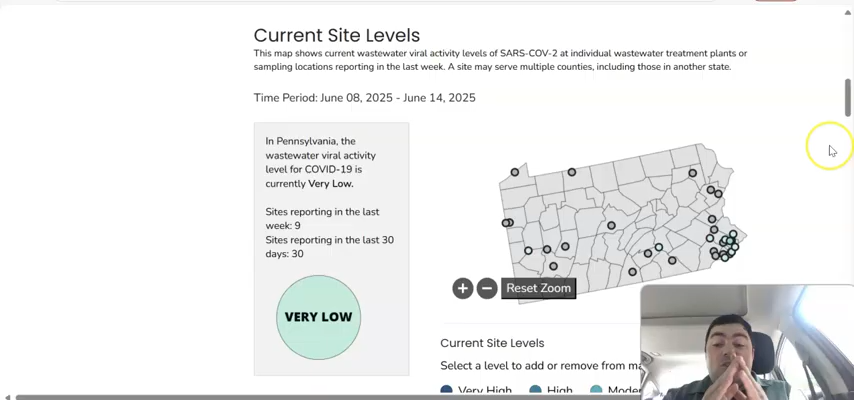 Current Site Levels
This map shows current wastewater viral activity levels of SARS-COV-2 at individual wastewater treatment plants or
sampling locations reporting in the last week. A site may serve multiple counties, including those in another state.
Time Period: June 08, 2025 - June 14, 2025
In Pennsylvania, the
wastewater viral activity
level for COVID-19 is
currently Very Low.
Sites reporting in the last
week: 9
Sites reporting in the last 30
days: 30
VERY LOW
+ − Reset Zoom
Current Site Levels
Select a level to add or remove from
Very High High